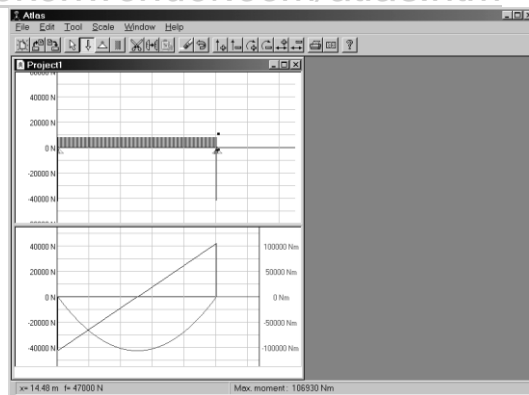 Atlas
File Edit Tool Scale Window Help
Project1
60000 N
40000 N
20000 N
0 N
-20000 N
-40000 N
40000 N
20000 N
0 N
-20000 N
-40000 N
100000 Nm
50000 Nm
0 Nm
-50000 Nm
-100000 Nm
x= 14.48 m f= 47000 N Max. moment : 106930 Nm